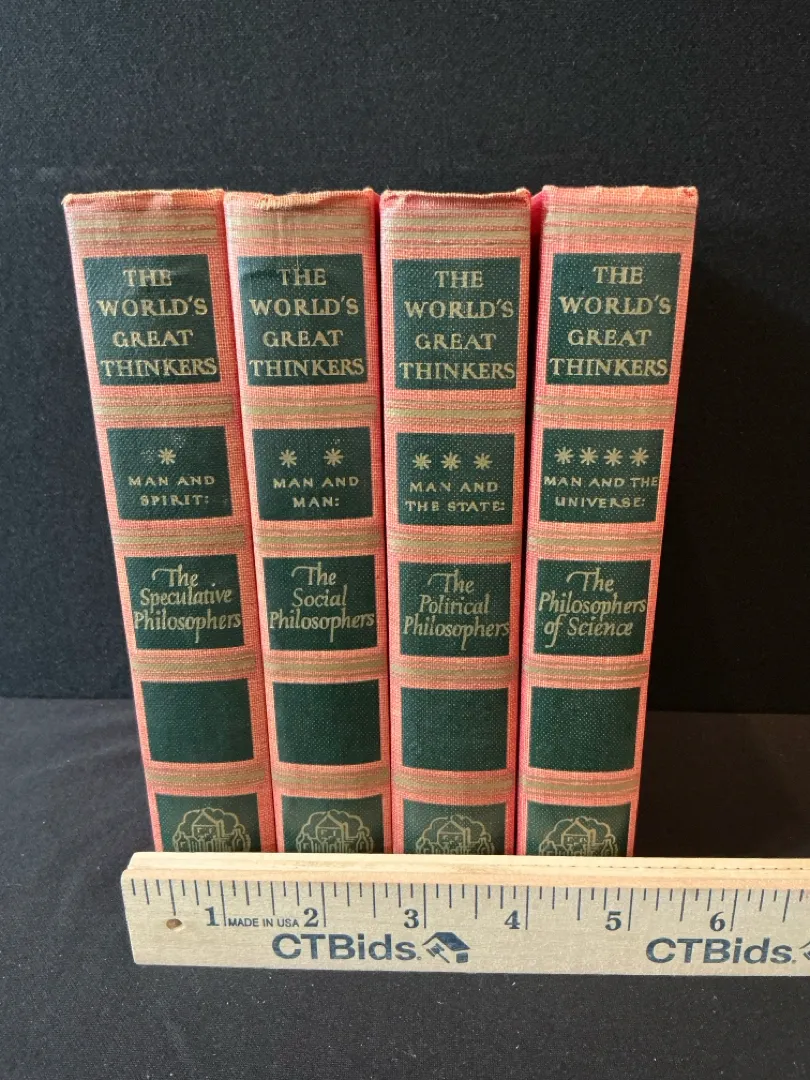 THE
WORLD'S
GREAT
THINKERS
*
MAN AND
SPIRIT:
The
Speculative
Philosophers
THE
WORLD'S
GREAT
THINKERS
* *
MAN AND
MAN:
The
Social
Philosophers
THE
WORLD'S
GREAT
THINKERS
* * *
MAN AND
THE STATE:
The
Political
Philosophers
THE
WORLD'S
GREAT
THINKERS
* * * *
MAN AND THE
UNIVERSE:
The
Philosophers
of Science
1 MADE IN USA 2 3 4 5 6
CTBids. CTBids.